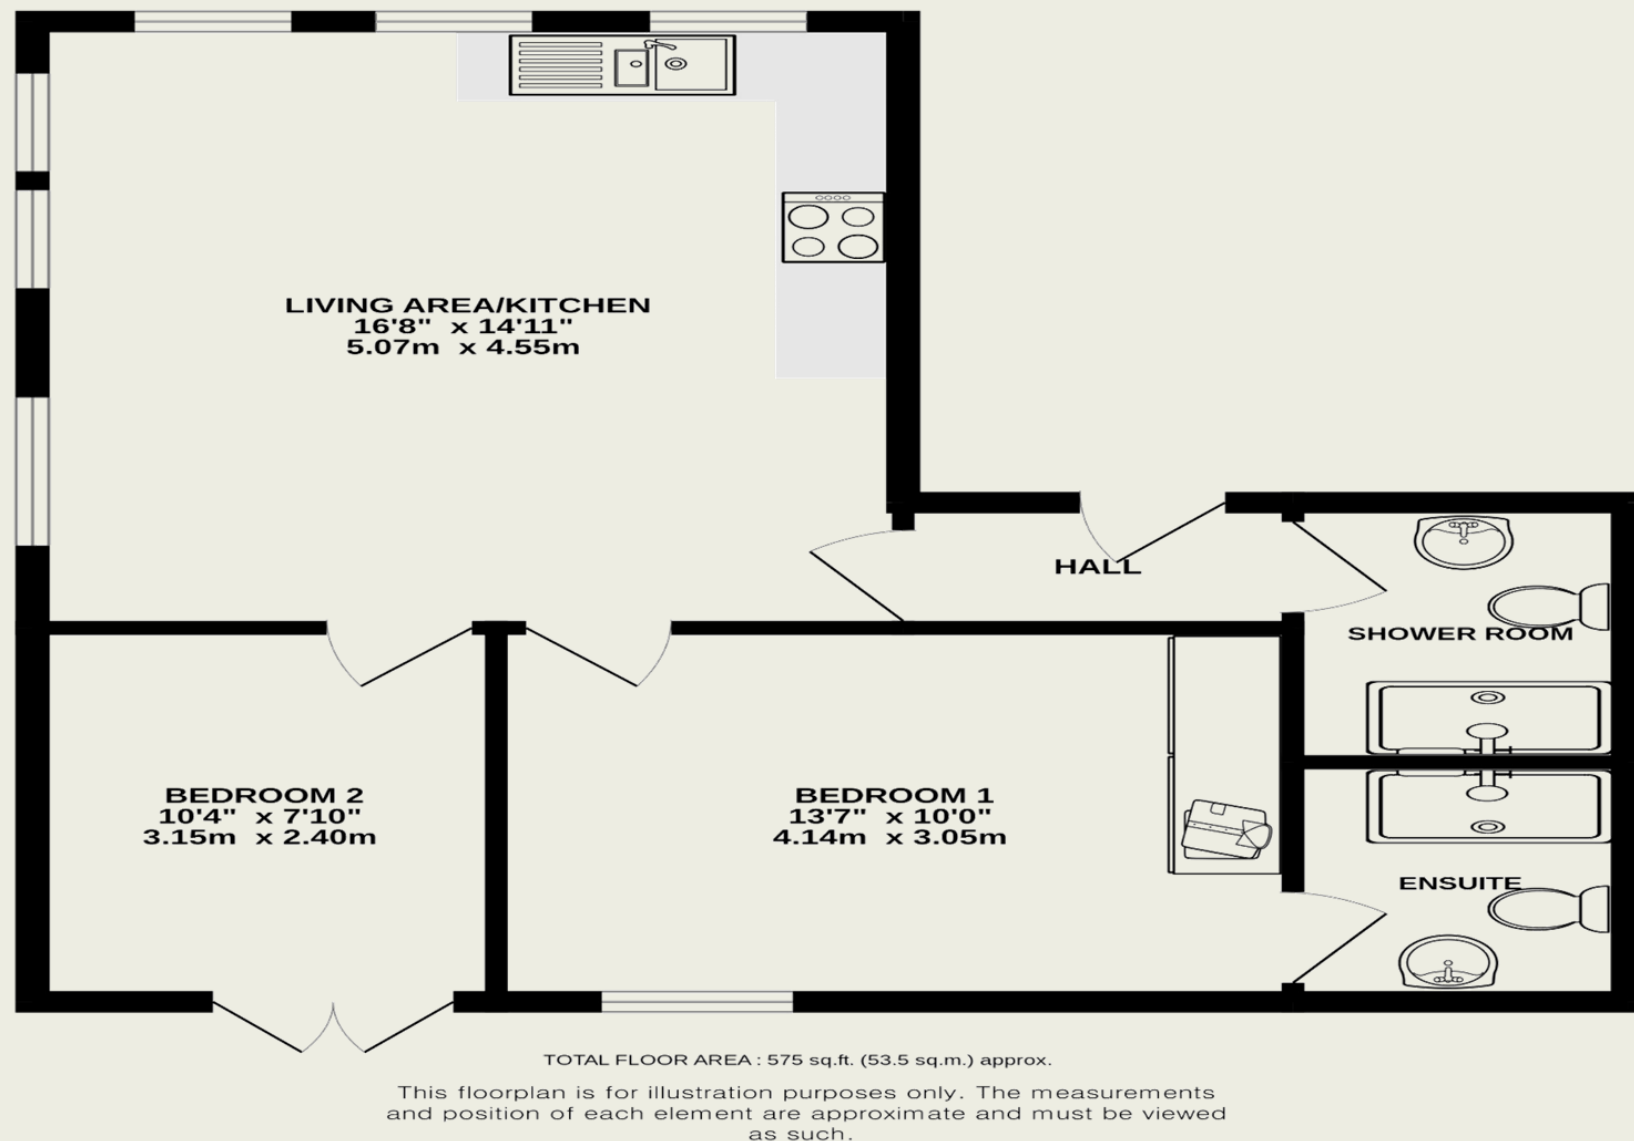 LIVING AREA/KITCHEN
16'8" x 14'11"
5.07m x 4.55m
HALL
SHOWER ROOM
BEDROOM 2
10'4" x 7'10"
3.15m x 2.40m
BEDROOM 1
13'7" x 10'0"
4.14m x 3.05m
ENSUITE
TOTAL FLOOR AREA : 575 sq.ft. (53.5 sq.m.) approx.
This floorplan is for illustration purposes only. The measurements
and position of each element are approximate and must be viewed
as such.